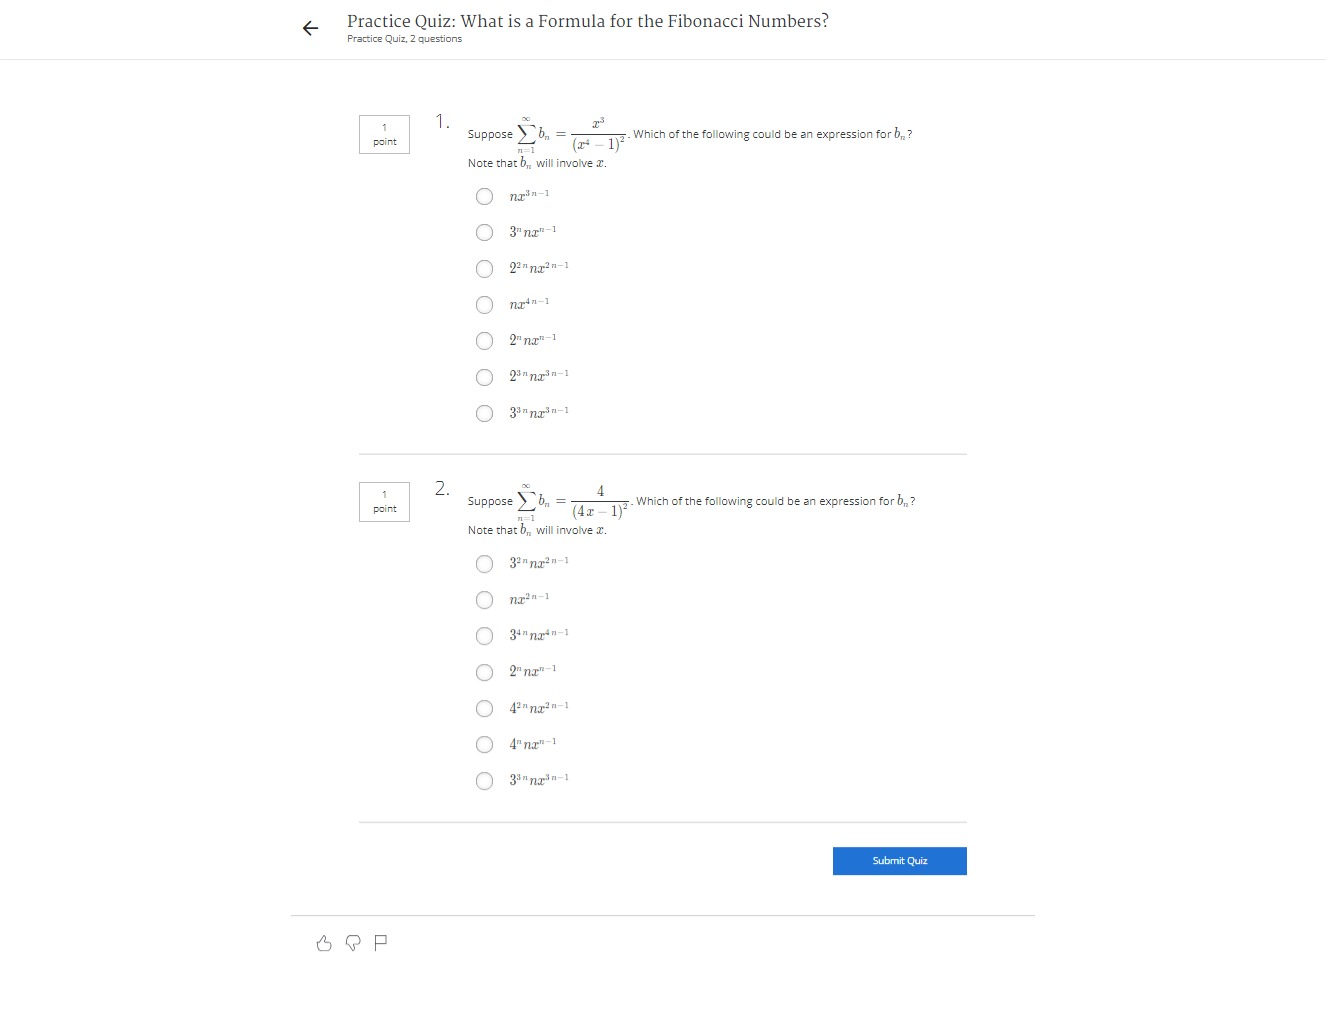 Practice Quiz: What is a Formula for the Fibonacci Numbers?
Practice Quiz, 2 questions
1
point
1.
Suppose \sum_{n=1}^{\infty} b_n = \frac{x^3}{(x^4 - 1)^2}. Which of the following could be an expression for b_n?
Note that b_n will involve x.
nx^{3n-1}
3^n nx^{n-1}
2^{2n} nx^{2n-1}
nx^{4n-1}
2^n nx^{n-1}
2^{3n} nx^{3n-1}
3^{3n} nx^{3n-1}
1
point
2.
Suppose \sum_{n=1}^{\infty} b_n = \frac{4}{(4x - 1)^2}. Which of the following could be an expression for b_n?
Note that b_n will involve x.
3^{2n} nx^{2n-1}
nx^{2n-1}
3^{4n} nx^{4n-1}
2^n nx^{n-1}
4^{2n} nx^{2n-1}
4^n nx^{n-1}
3^{3n} nx^{3n-1}
Submit Quiz